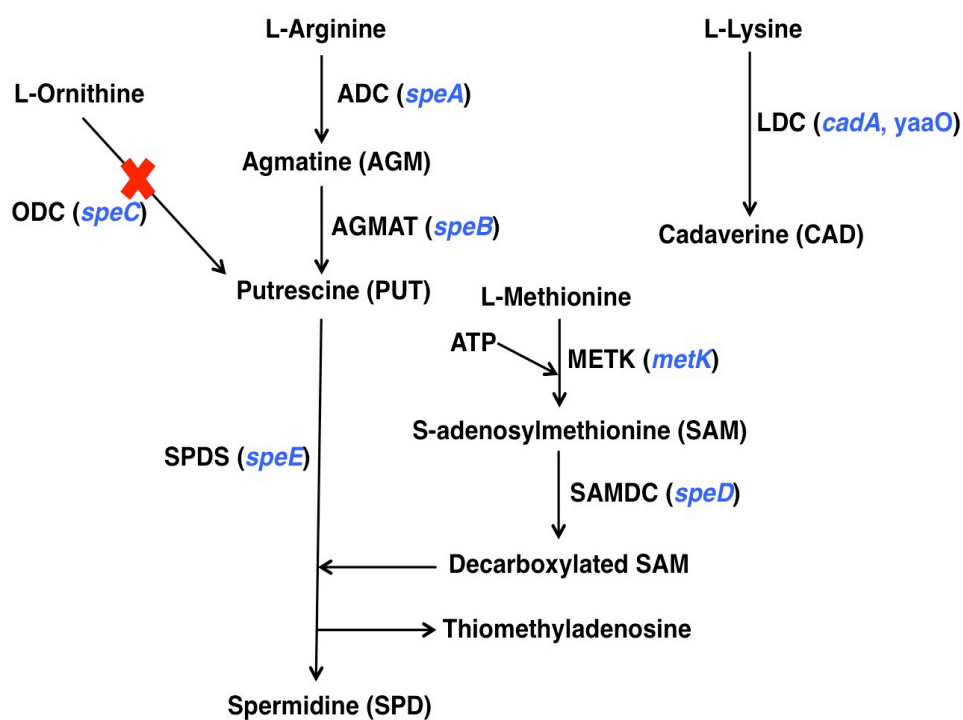 L-Arginine
L-Lysine
L-Ornithine
ADC (speA)
LDC (cadA, yaaO)
Agmatine (AGM)
ODC (speC)
AGMAT (speB)
Cadaverine (CAD)
Putrescine (PUT)
L-Methionine
ATP
METK (metK)
S-adenosylmethionine (SAM)
SPDS (speE)
SAMDC (speD)
Decarboxylated SAM
Thiomethyladenosine
Spermidine (SPD)